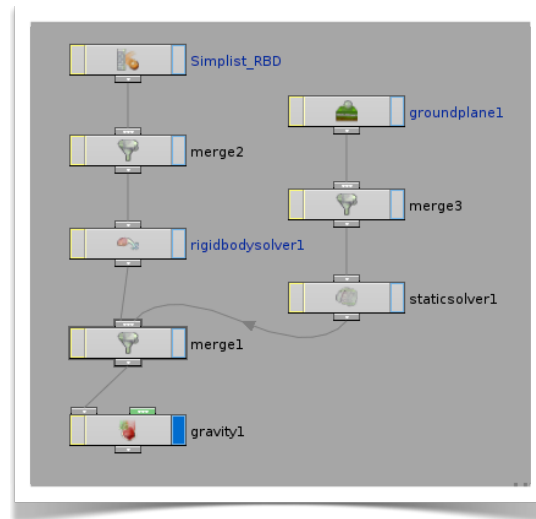 Simplist_RBD
groundplane1
merge2
merge3
rigidbodysolver1
staticsolver1
merge1
gravity1